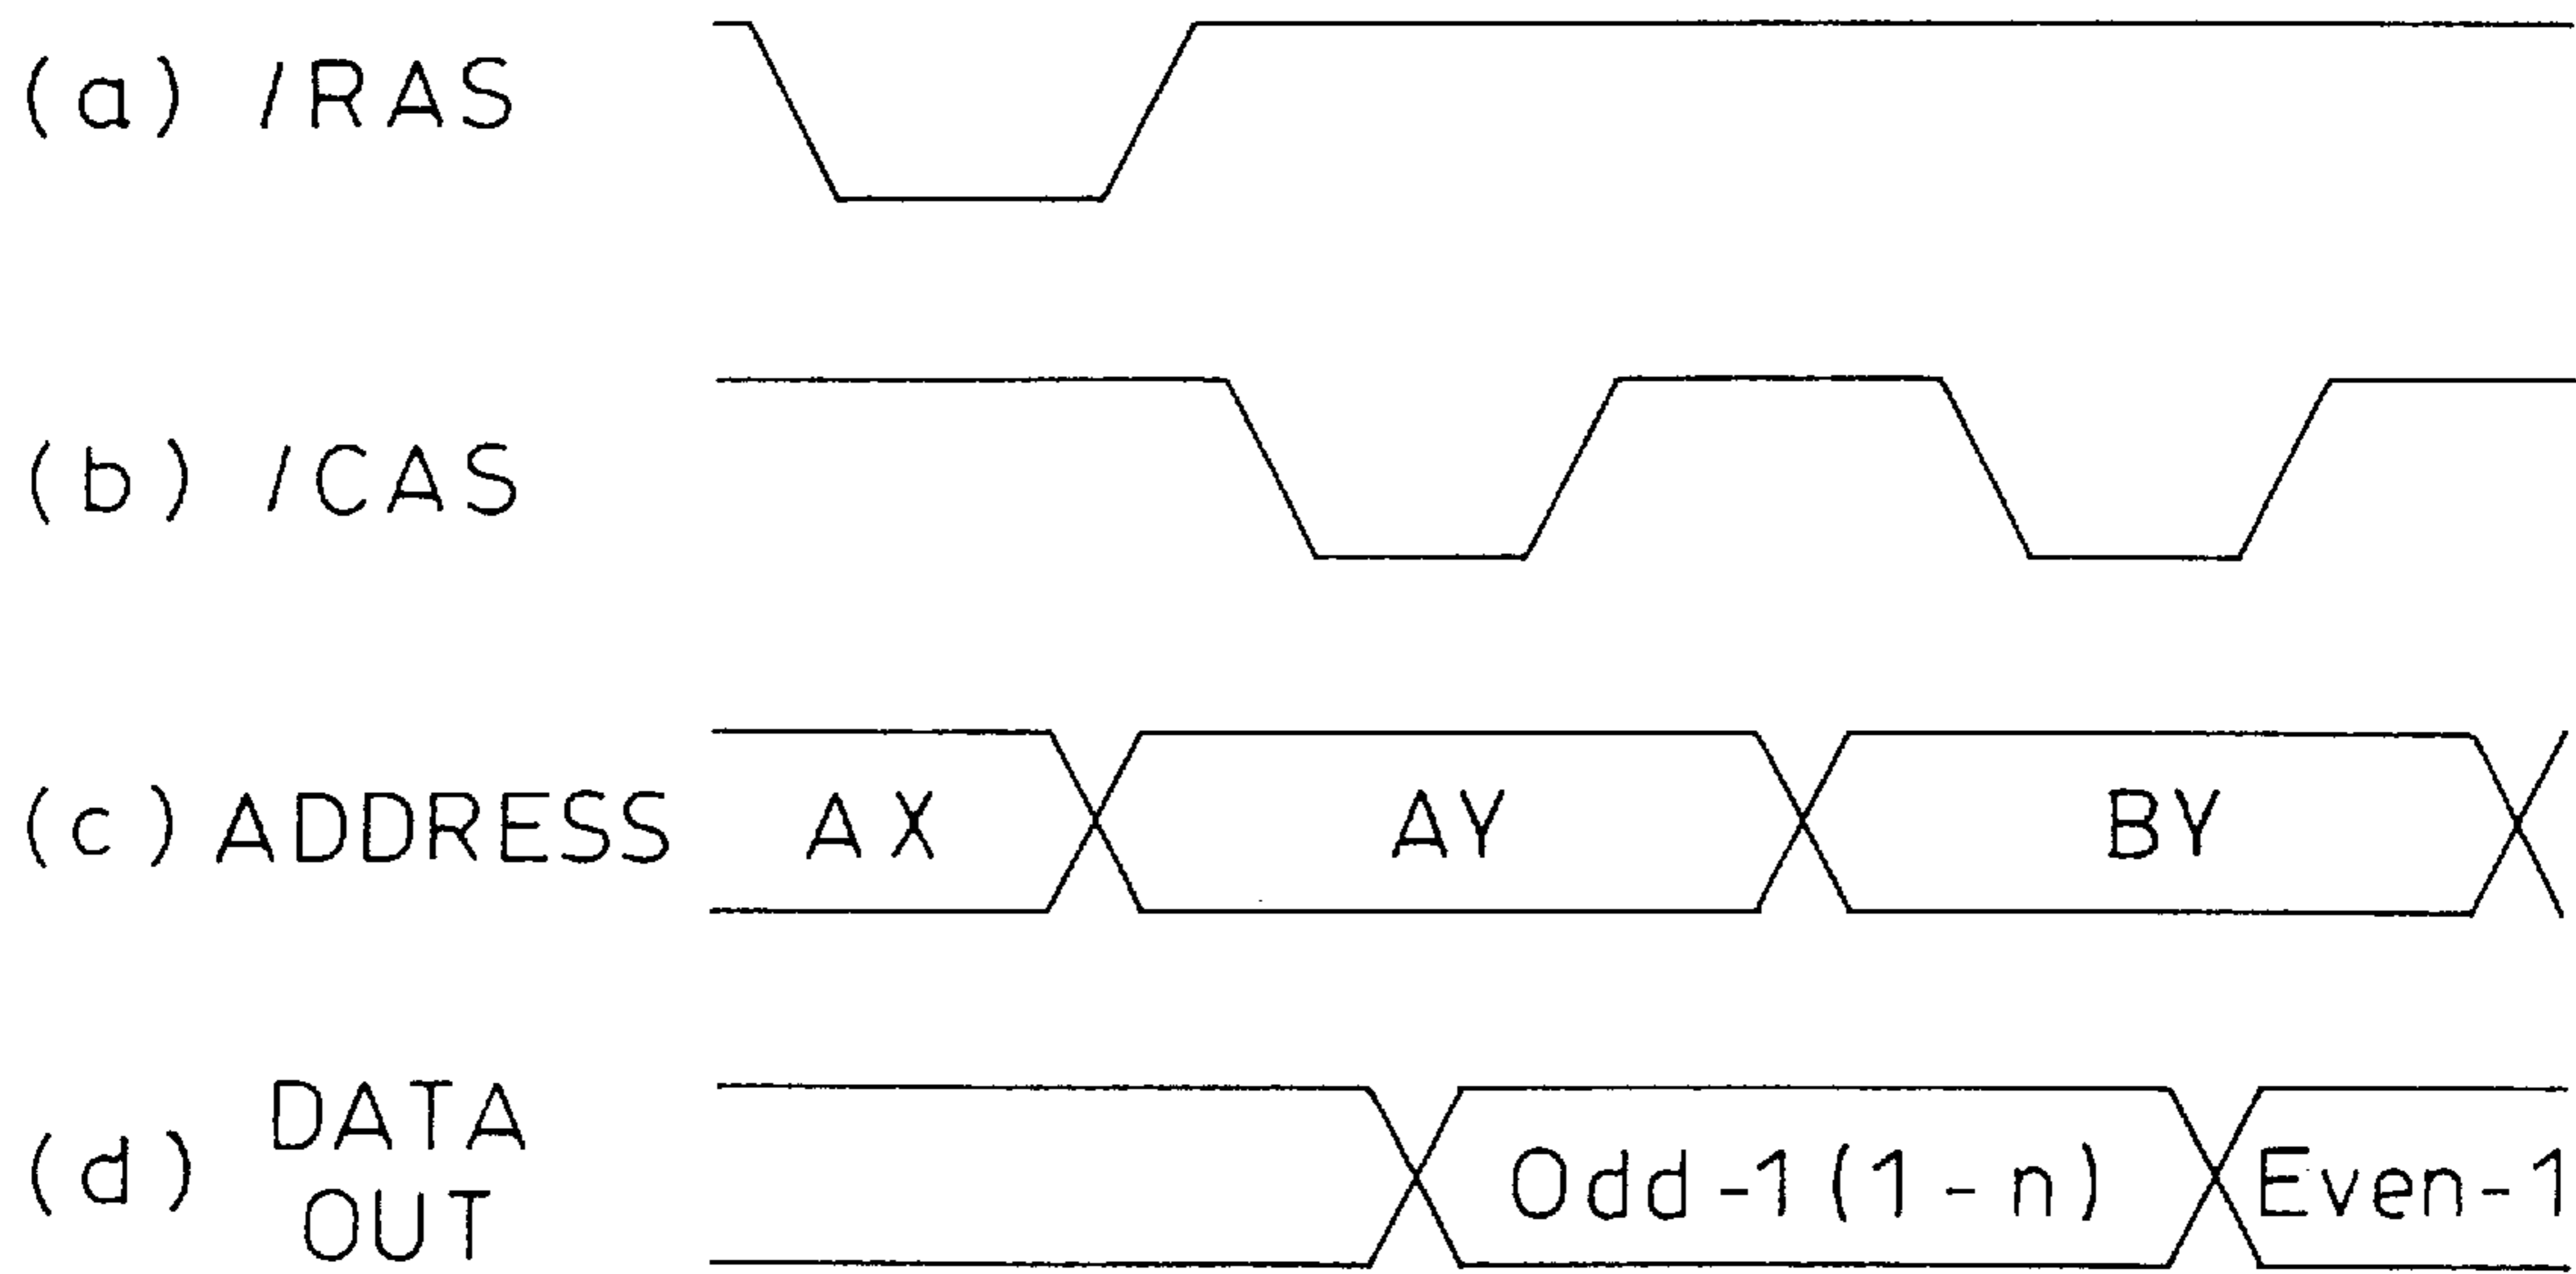 (a) /RAS
(b) /CAS
(c) ADDRESS
AX
AY
BY
(d) DATA
OUT
Odd-1(1-n)
Even-1